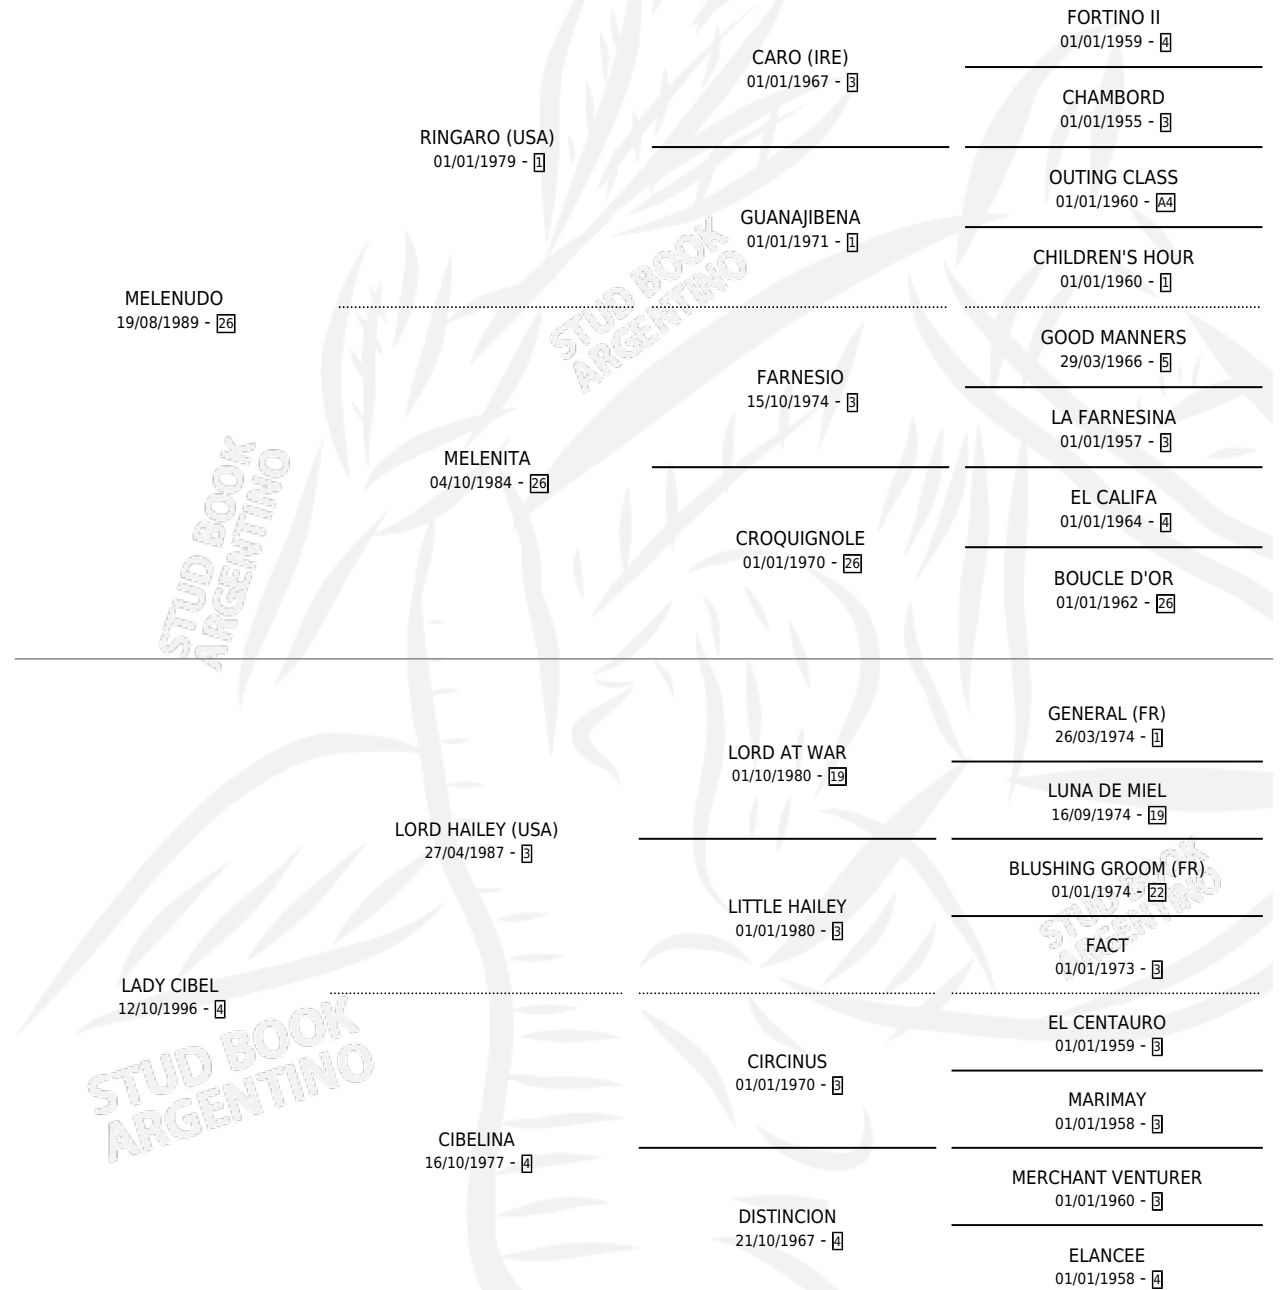 FORTINO II
01/01/1959 - 4
CARO (IRE)
01/01/1967 - 3
CHAMBORD
01/01/1955 - 3
RINGARO (USA)
01/01/1979 - 1
OUTING CLASS
01/01/1960 - A4
GUANAJIBENA
01/01/1971 - 1
CHILDREN'S HOUR
01/01/1960 - 1
MELENUDO
19/08/1989 - 26
GOOD MANNERS
29/03/1966 - 5
FARNESIO
15/10/1974 - 3
LA FARNESINA
01/01/1957 - 3
MELENITA
04/10/1984 - 26
EL CALIFA
01/01/1964 - 4
CROQUIGNOLE
01/01/1970 - 26
BOUCLE D'OR
01/01/1962 - 26
STUD BOOK
ARGENTINO
STUD BOOK
ARGENTINO
GENERAL (FR)
26/03/1974 - 1
LORD AT WAR
01/10/1980 - 19
LUNA DE MIEL
16/09/1974 - 19
LORD HAILEY (USA)
27/04/1987 - 3
BLUSHING GROOM (FR)
01/01/1974 - 22
LITTLE HAILEY
01/01/1980 - 3
FACT
01/01/1973 - 3
STUD BOOK
ARGENTINO
LADY CIBEL
12/10/1996 - 4
EL CENTAURO
01/01/1959 - 3
CIRCINUS
01/01/1970 - 3
MARIMAY
01/01/1958 - 3
CIBELINA
16/10/1977 - 4
MERCHANT VENTURER
01/01/1960 - 3
DISTINCION
21/10/1967 - 4
ELANCEE
01/01/1958 - 4
STUD BOOK
ARGENTINO